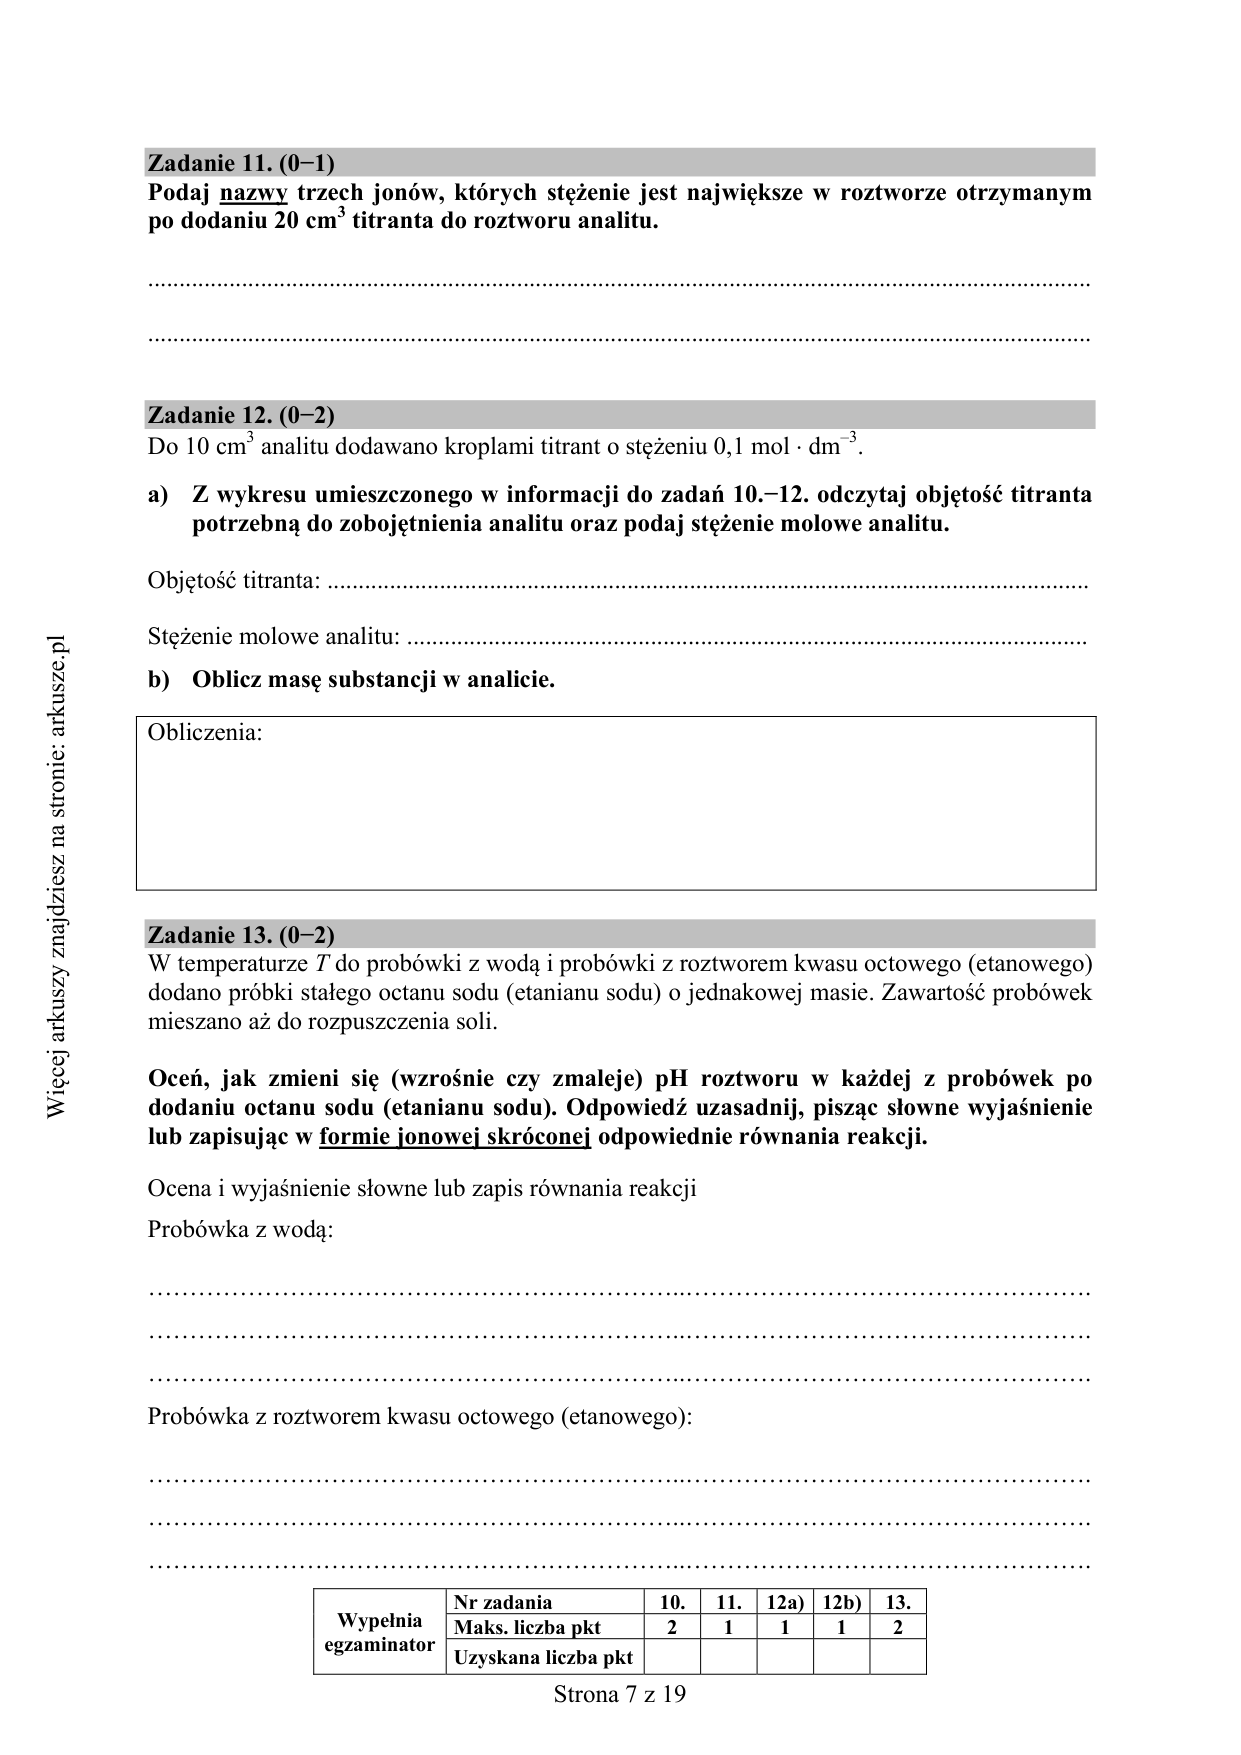 Zadanie 11. (0−1)
Podaj nazwy trzech jonów, których stężenie jest największe w roztworze otrzymanym
po dodaniu 20 cm³ titranta do roztworu analitu.
..............................................................................................................................
..............................................................................................................................
Zadanie 12. (0−2)
Do 10 cm³ analitu dodawano kroplami titrant o stężeniu 0,1 mol · dm⁻³.
a) Z wykresu umieszczonego w informacji do zadań 10.−12. odczytaj objętość titranta
potrzebną do zobojętnienia analitu oraz podaj stężenie molowe analitu.
Objętość titranta: ..............................................................................................................
Stężenie molowe analitu: ..............................................................................................................
b) Oblicz masę substancji w analicie.
Obliczenia:
Zadanie 13. (0−2)
W temperaturze T do probówki z wodą i probówki z roztworem kwasu octowego (etanowego)
dodano próbki stałego octanu sodu (etanianu sodu) o jednakowej masie. Zawartość probówek
mieszano aż do rozpuszczenia soli.
Oceń, jak zmieni się (wzrośnie czy zmaleje) pH roztworu w każdej z probówek po
dodaniu octanu sodu (etanianu sodu). Odpowiedź uzasadnij, pisząc słowne wyjaśnienie
lub zapisując w formie jonowej skróconej odpowiednie równania reakcji.
Ocena i wyjaśnienie słowne lub zapis równania reakcji
Probówka z wodą:
………………………………………………………..………………………………………….
………………………………………………………..………………………………………….
………………………………………………………..………………………………………….
Probówka z roztworem kwasu octowego (etanowego):
………………………………………………………..………………………………………….
………………………………………………………..………………………………………….
………………………………………………………..………………………………………….
Wypełnia egzaminator
Nr zadania 10. 11. 12a) 12b) 13.
Maks. liczba pkt 2 1 1 1 2
Uzyskana liczba pkt
Strona 7 z 19
Więcej arkuszy znajdziesz na stronie: arkusze.pl